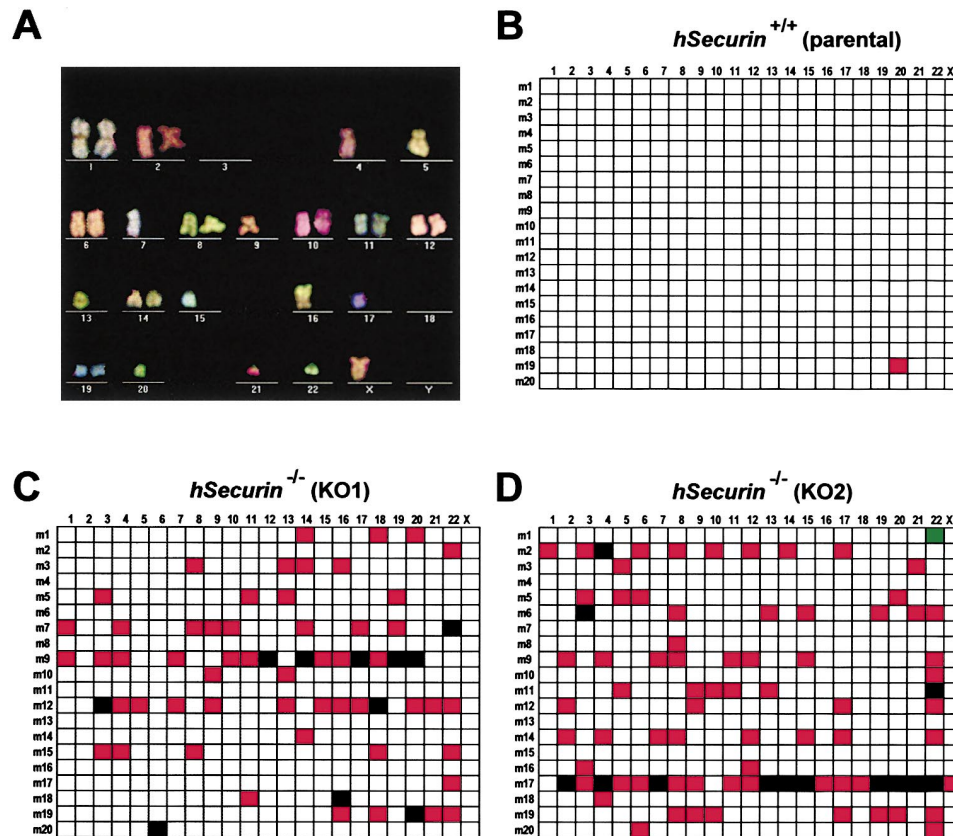 A
1 2 3 4 5
6 7 8 9 10 11 12
13 14 15 16 17 18
19 20 21 22 X Y
B
hSecurin +/+ (parental)
1 2 3 4 5 6 7 8 9 10 11 12 13 14 15 16 17 18 19 20 21 22 X
m1
m2
m3
m4
m5
m6
m7
m8
m9
m10
m11
m12
m13
m14
m15
m16
m17
m18
m19
m20
C
hSecurin -/- (KO1)
1 2 3 4 5 6 7 8 9 10 11 12 13 14 15 16 17 18 19 20 21 22 X
m1
m2
m3
m4
m5
m6
m7
m8
m9
m10
m11
m12
m13
m14
m15
m16
m17
m18
m19
m20
D
hSecurin -/- (KO2)
1 2 3 4 5 6 7 8 9 10 11 12 13 14 15 16 17 18 19 20 21 22 X
m1
m2
m3
m4
m5
m6
m7
m8
m9
m10
m11
m12
m13
m14
m15
m16
m17
m18
m19
m20